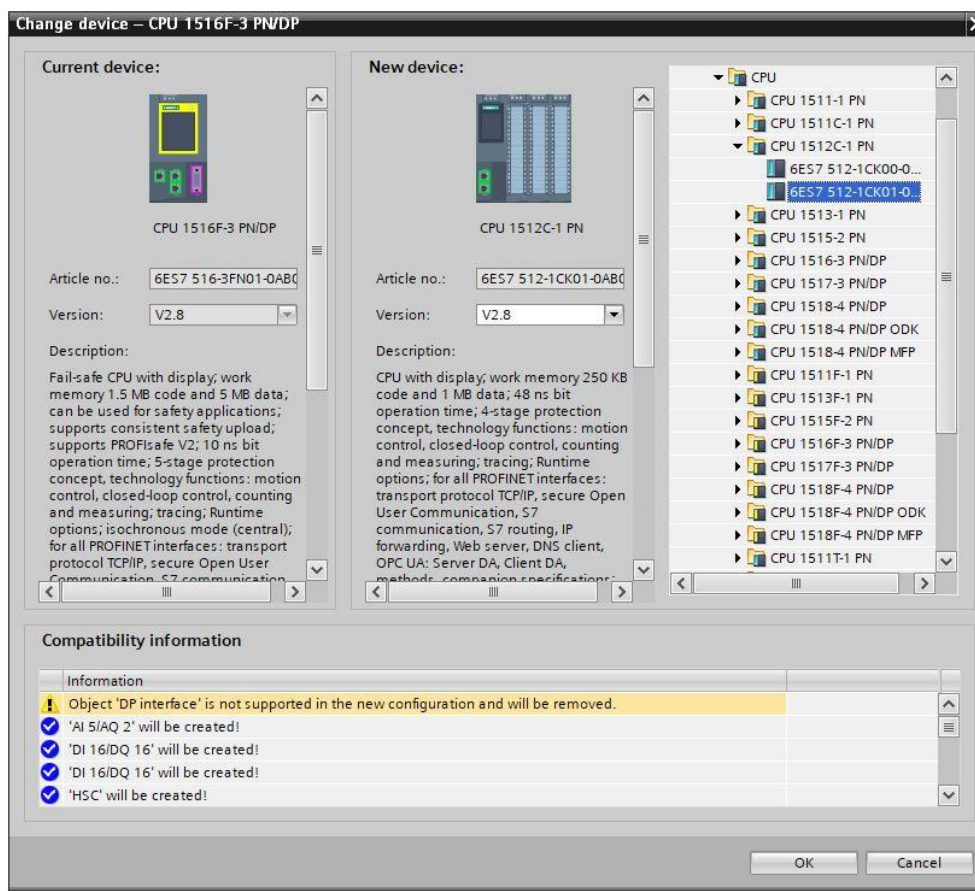 Change device – CPU 1516F-3 PN/DP
Current device:
CPU 1516F-3 PN/DP
Article no.:
6ES7 516-3FN01-0AB0
Version:
V2.8
Description:
Fail-safe CPU with display; work
memory 1.5 MB code and 5 MB data;
can be used for safety applications;
supports consistent safety upload;
supports PROFIsafe V2; 10 ns bit
operation time; 5-stage protection
concept, technology functions: motion
control, closed-loop control, counting
and measuring; tracing; Runtime
options; isochronous mode (central);
for all PROFINET interfaces: transport
protocol TCP/IP, secure Open User
Communication, S7 communication,
New device:
CPU 1512C-1 PN
Article no.:
6ES7 512-1CK01-0AB0
Version:
V2.8
Description:
CPU with display; work memory 250 KB
code and 1 MB data; 48 ns bit
operation time; 4-stage protection
concept, technology functions: motion
control, closed-loop control, counting
and measuring; tracing; Runtime
options; for all PROFINET interfaces:
transport protocol TCP/IP, secure Open
User Communication, S7
communication, S7 routing, IP
forwarding, Web server, DNS client,
OPC UA: Server DA, Client DA,
methods, companion specifications;
CPU
CPU 1511-1 PN
CPU 1511C-1 PN
CPU 1512C-1 PN
6ES7 512-1CK00-0...
6ES7 512-1CK01-0...
CPU 1513-1 PN
CPU 1515-2 PN
CPU 1516-3 PN/DP
CPU 1517-3 PN/DP
CPU 1518-4 PN/DP
CPU 1518-4 PN/DP ODK
CPU 1518-4 PN/DP MFP
CPU 1511F-1 PN
CPU 1513F-1 PN
CPU 1515F-2 PN
CPU 1516F-3 PN/DP
CPU 1517F-3 PN/DP
CPU 1518F-4 PN/DP
CPU 1518F-4 PN/DP ODK
CPU 1518F-4 PN/DP MFP
CPU 1511T-1 PN
Compatibility information
Information
Object 'DP interface' is not supported in the new configuration and will be removed.
'AI 5/AQ 2' will be created!
'DI 16/DQ 16' will be created!
'DI 16/DQ 16' will be created!
'HSC' will be created!
OK
Cancel